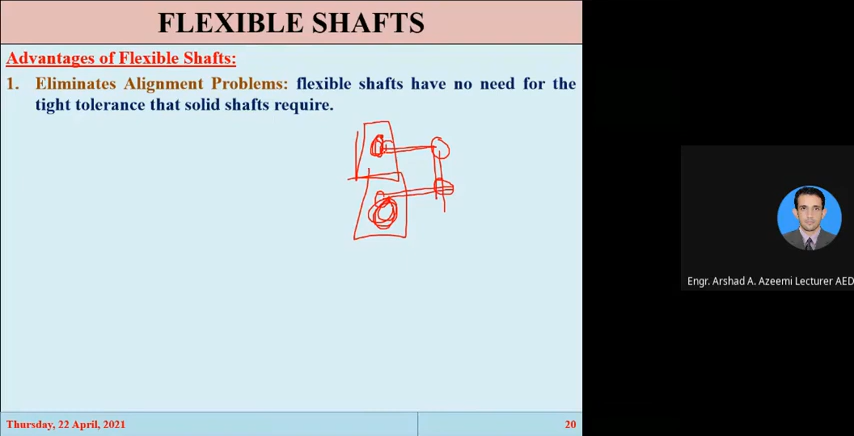 FLEXIBLE SHAFTS
Advantages of Flexible Shafts:
1. Eliminates Alignment Problems: flexible shafts have no need for the
tight tolerance that solid shafts require.
Engr. Arshad A. Azeemi Lecturer AED
Thursday, 22 April, 2021
20